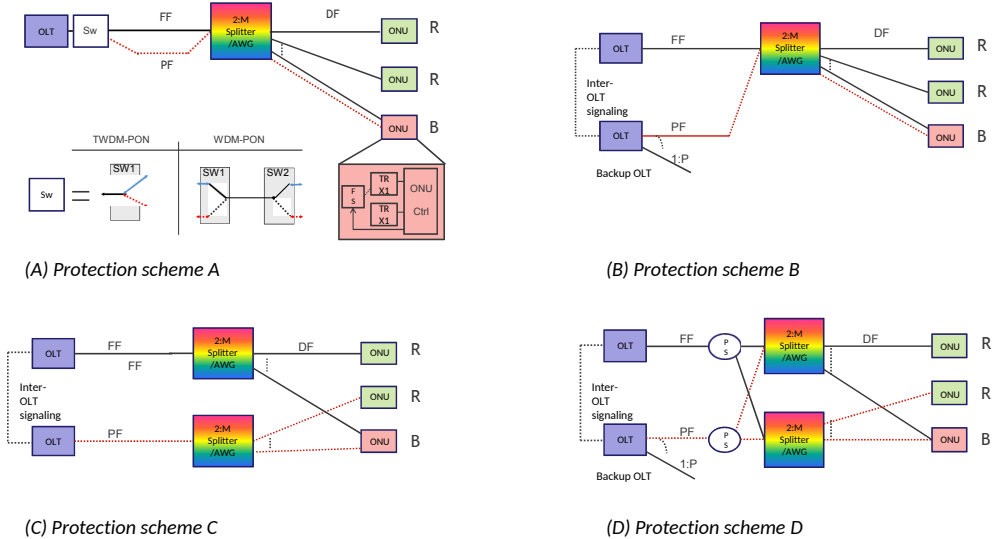 OLT
Sw
FF
PF
2:M
Splitter
/AWG
DF
ONU
R
ONU
R
ONU
B
TWDM-PON
WDM-PON
Sw
SW1
SW1
SW2
F
S
TR
X1
TR
X1
ONU
Ctrl
(A) Protection scheme A
OLT
FF
2:M
Splitter
/AWG
DF
ONU
R
ONU
R
ONU
B
Inter-
OLT
signaling
OLT
PF
1:P
Backup OLT
(B) Protection scheme B
OLT
FF
FF
2:M
Splitter
/AWG
DF
ONU
R
Inter-
OLT
signaling
ONU
R
OLT
PF
2:M
Splitter
/AWG
ONU
B
(C) Protection scheme C
OLT
FF
P
S
2:M
Splitter
/AWG
DF
ONU
R
Inter-
OLT
signaling
ONU
R
OLT
PF
P
S
2:M
Splitter
/AWG
ONU
B
1:P
Backup OLT
(D) Protection scheme D